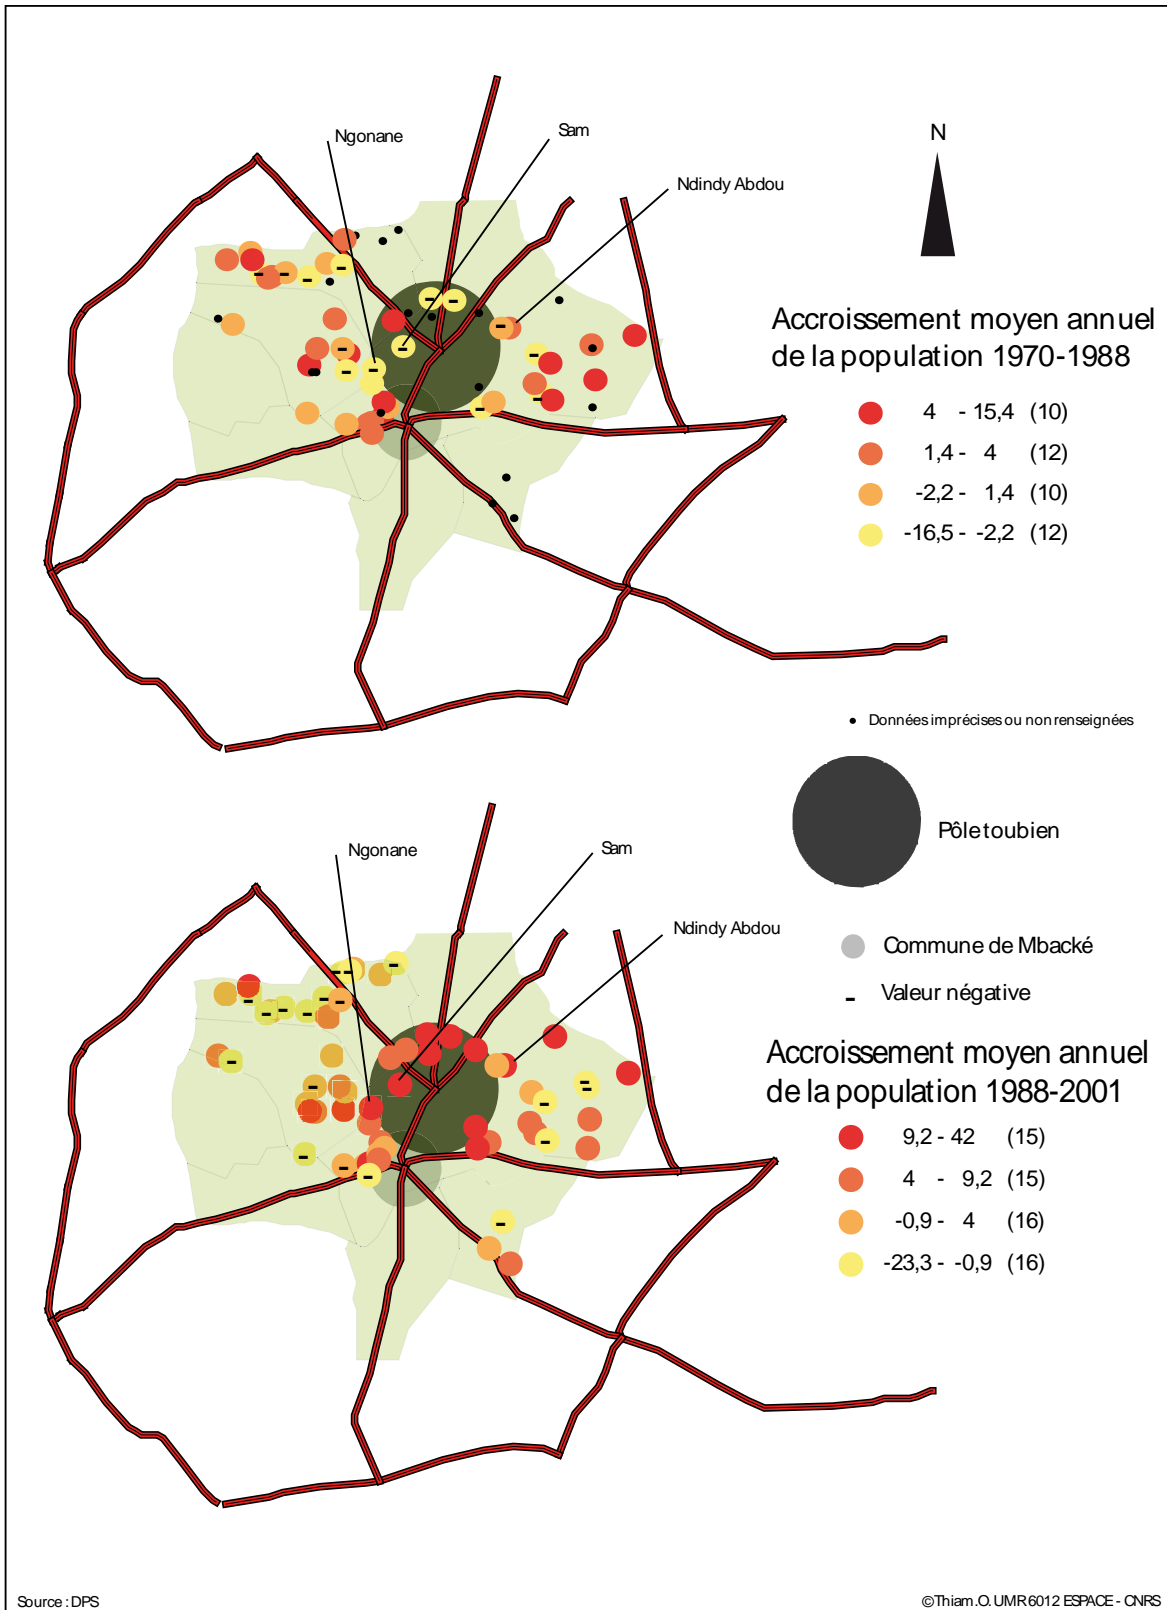 Ngonane
Sam
Ndindy Abdou
N
Accroissement moyen annuel
de la population 1970-1988
4 - 15,4 (10)
1,4 - 4 (12)
-2,2 - 1,4 (10)
-16,5 - -2,2 (12)
Données imprécises ou non renseignées
Pôle toubien
Ngonane
Sam
Ndindy Abdou
Commune de Mbacké
- Valeur négative
Accroissement moyen annuel
de la population 1988-2001
9,2 - 42 (15)
4 - 9,2 (15)
-0,9 - 4 (16)
-23,3 - -0,9 (16)
Source : DPS
©Thiam.O. UMR 6012 ESPACE - CNRS